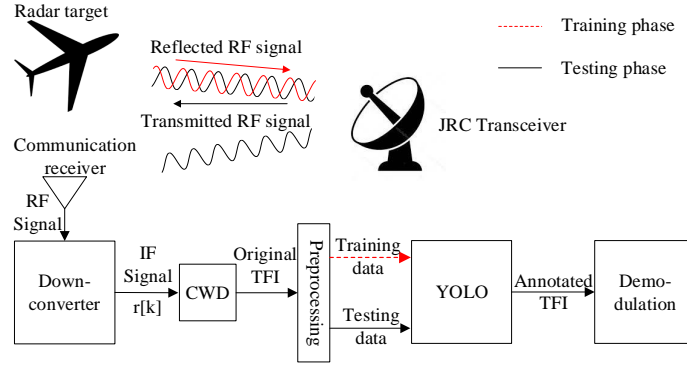 Radar target
Training phase
Reflected RF signal
Testing phase
Transmitted RF signal
JRC Transceiver
Communication
receiver
RF
Signal
Down-
converter
IF
Signal
r[k]
CWD
Original
TFI
Preprocessing
Training
data
Testing
data
YOLO
Annotated
TFI
Demo-
dulation